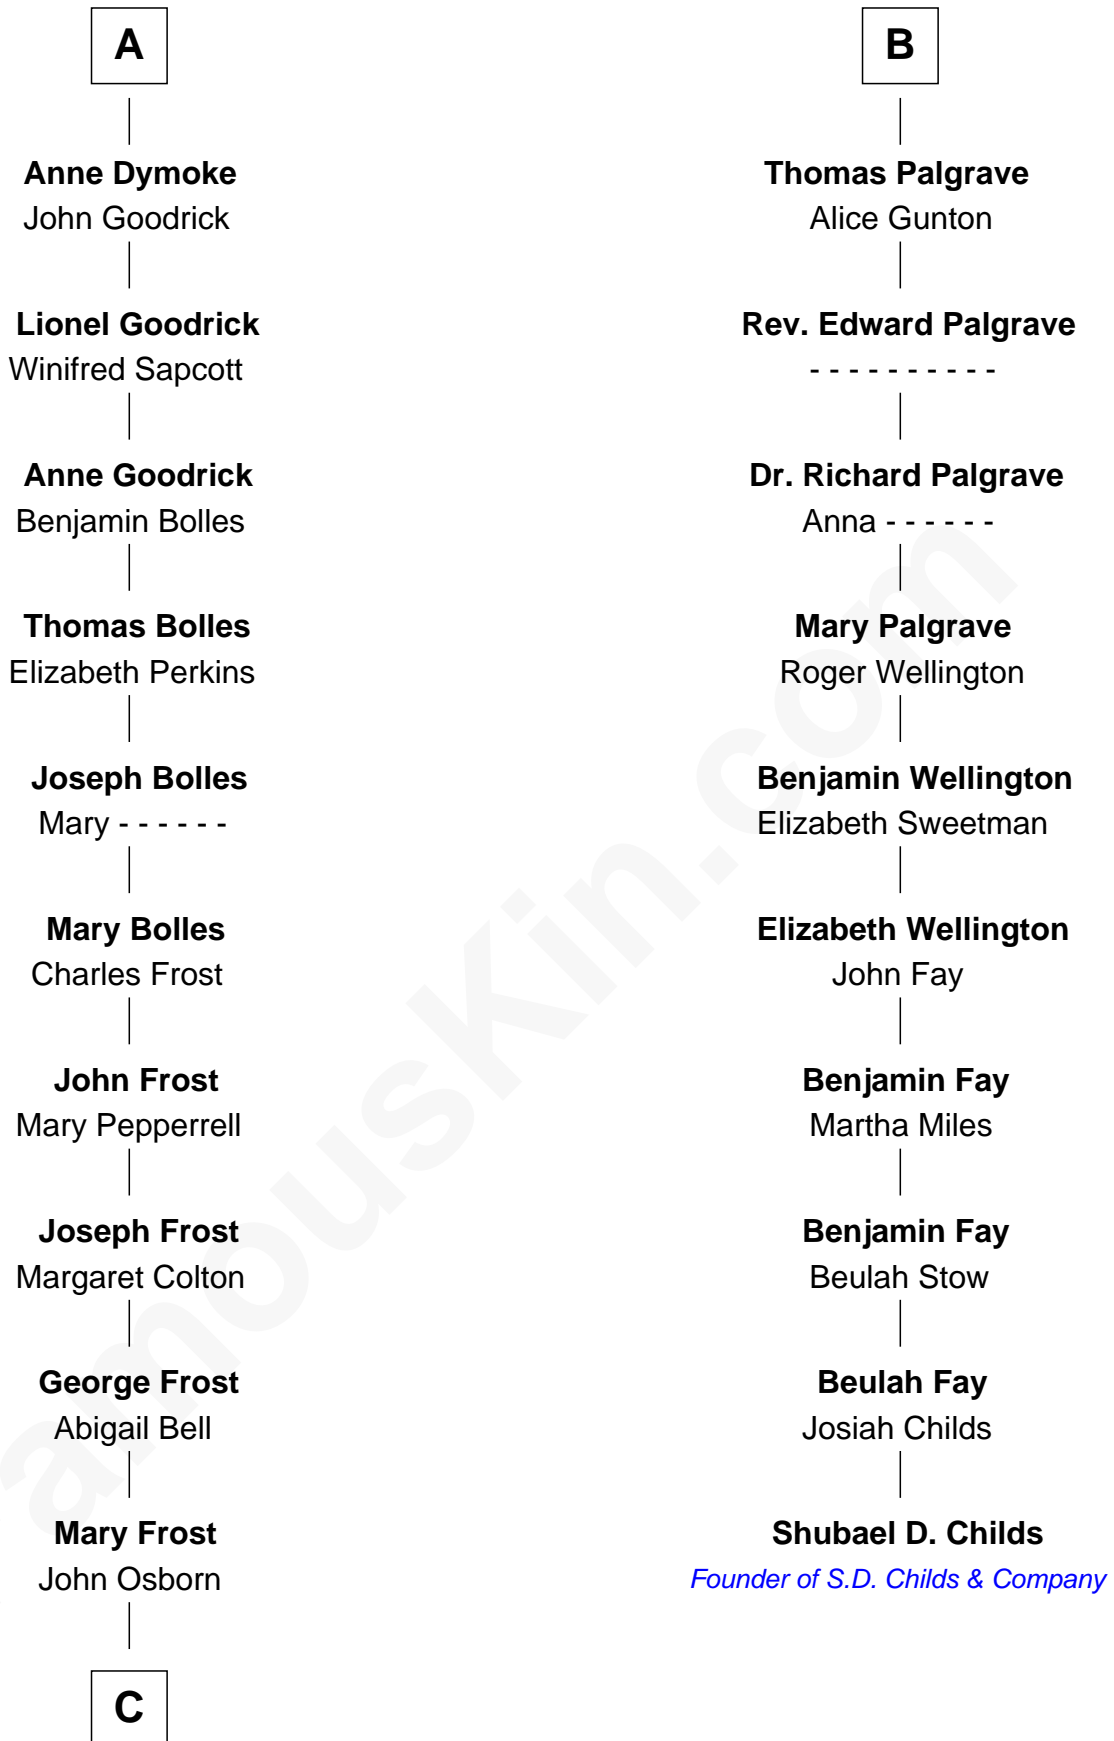 A
Anne Dymoke
John Goodrick
Lionel Goodrick
Winifred Sapcott
Anne Goodrick
Benjamin Bolles
Thomas Bolles
Elizabeth Perkins
Joseph Bolles
Mary - - - - - -
Mary Bolles
Charles Frost
John Frost
Mary Pepperrell
Joseph Frost
Margaret Colton
George Frost
Abigail Bell
Mary Frost
John Osborn
C
B
Thomas Palgrave
Alice Gunton
Rev. Edward Palgrave
- - - - - - - - - -
Dr. Richard Palgrave
Anna - - - - - -
Mary Palgrave
Roger Wellington
Benjamin Wellington
Elizabeth Sweetman
Elizabeth Wellington
John Fay
Benjamin Fay
Martha Miles
Benjamin Fay
Beulah Stow
Beulah Fay
Josiah Childs
Shubael D. Childs
Founder of S.D. Childs & Company
amousKin.com